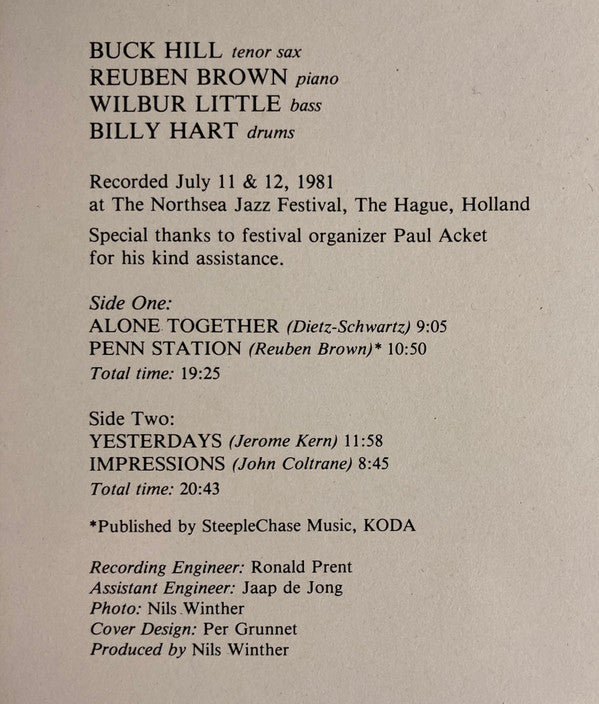 BUCK HILL tenor sax
REUBEN BROWN piano
WILBUR LITTLE bass
BILLY HART drums
Recorded July 11 & 12, 1981
at The Northsea Jazz Festival, The Hague, Holland
Special thanks to festival organizer Paul Acket
for his kind assistance.
Side One:
ALONE TOGETHER (Dietz-Schwartz) 9:05
PENN STATION (Reuben Brown)* 10:50
Total time: 19:25
Side Two:
YESTERDAYS (Jerome Kern) 11:58
IMPRESSIONS (John Coltrane) 8:45
Total time: 20:43
*Published by SteepleChase Music, KODA
Recording Engineer: Ronald Prent
Assistant Engineer: Jaap de Jong
Photo: Nils Winther
Cover Design: Per Grunnet
Produced by Nils Winther